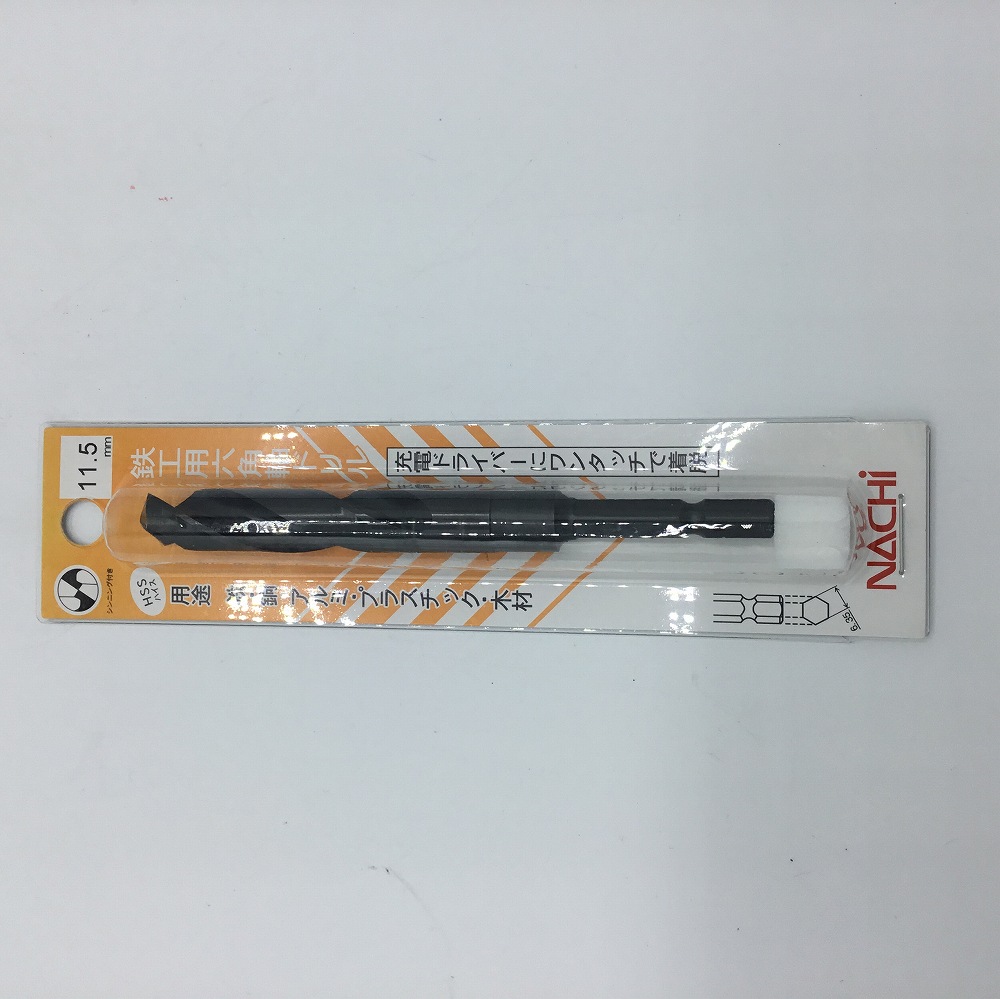 11.5
mm
鉄工用六角軸ドリル
充電ドライバーにワンタッチで着脱。
シンニング付き
HSS
ハイス
用途 鉄・銅 アルミ・プラスチック・木材
6.35
NACHi